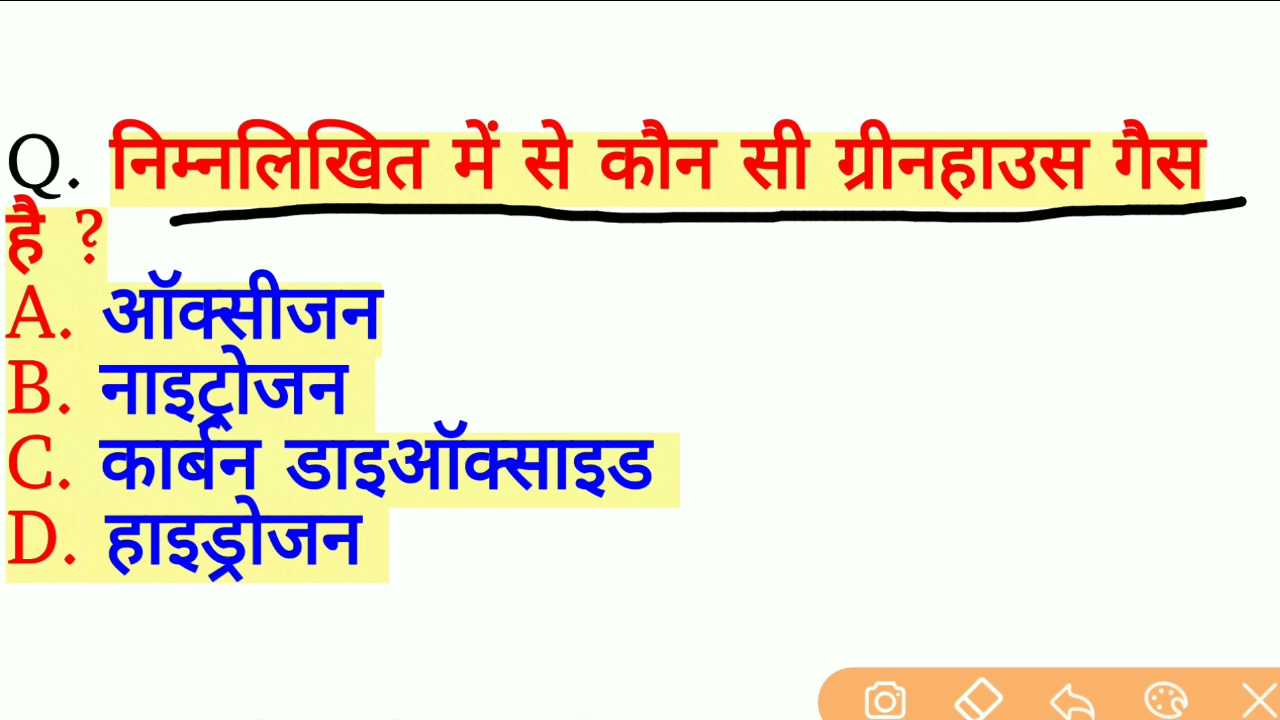 Q. निम्नलिखित में से कौन सी ग्रीनहाउस गैस
है ?
A. ऑक्सीजन
B. नाइट्रोजन
C. कार्बन डाइऑक्साइड
D. हाइड्रोजन